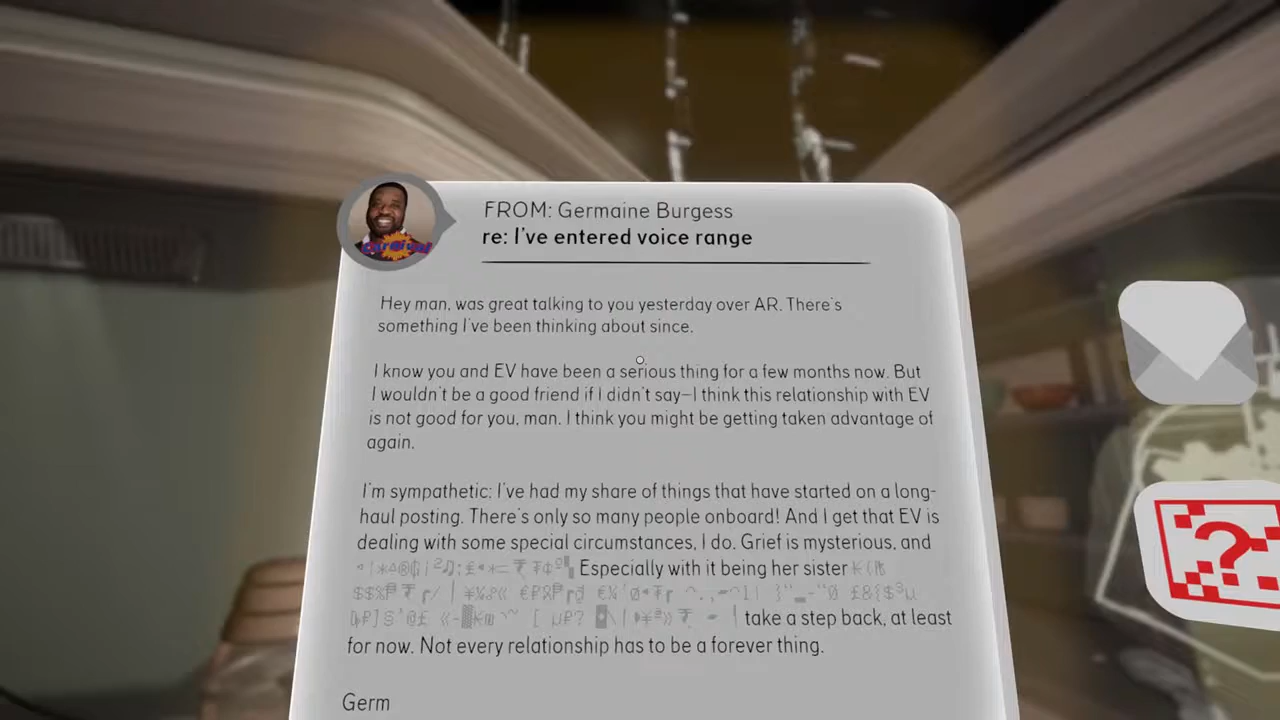 FROM: Germaine Burgess
re: I've entered voice range
Hey man, was great talking to you yesterday over AR. There's
something I've been thinking about since.
I know you and EV have been a serious thing for a few months now. But
I wouldn't be a good friend if I didn't say—I think this relationship with EV
is not good for you, man. I think you might be getting taken advantage of
again.
I'm sympathetic: I've had my share of things that have started on a long-
haul posting. There's only so many people onboard! And I get that EV is
dealing with some special circumstances, I do. Grief is mysterious, and
Especially with it being her sister
take a step back, at least
for now. Not every relationship has to be a forever thing.
Germ
?